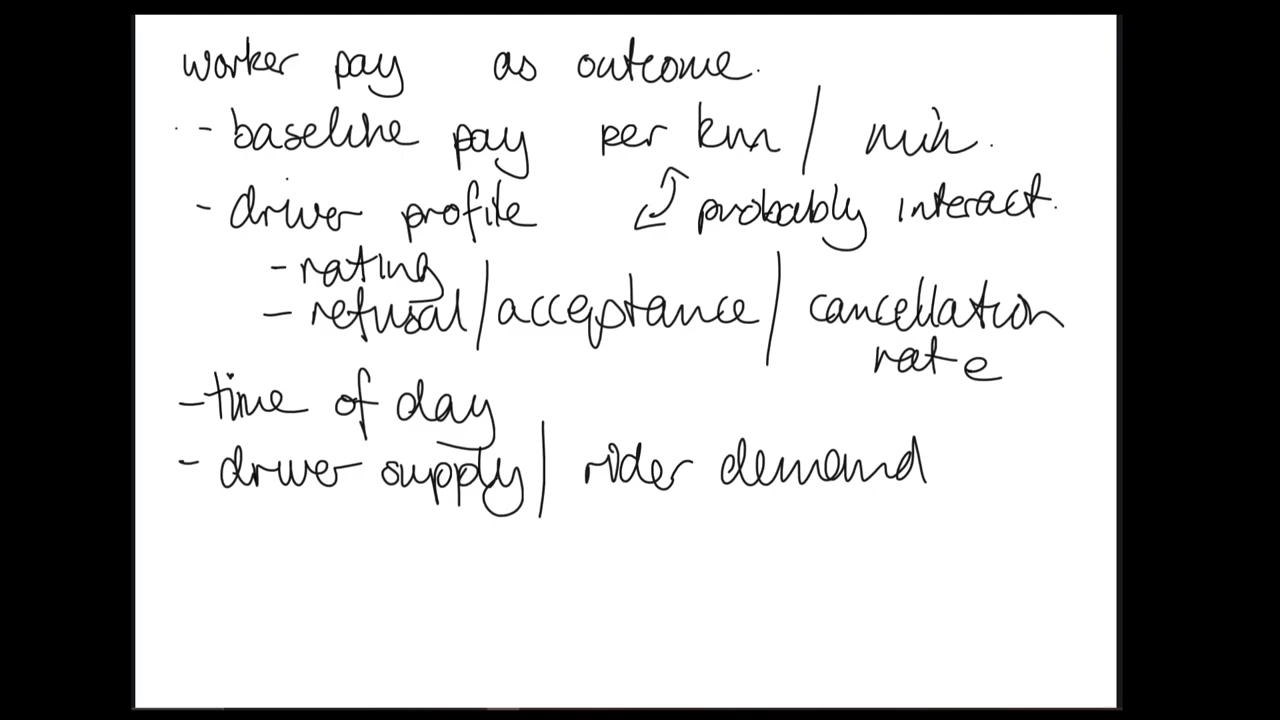 worker pay as outcome.
- baseline pay per km / min.
- driver profile probably interact.
- rating
- refusal / acceptance / cancellation
rate
- time of day
- driver supply / rider demand